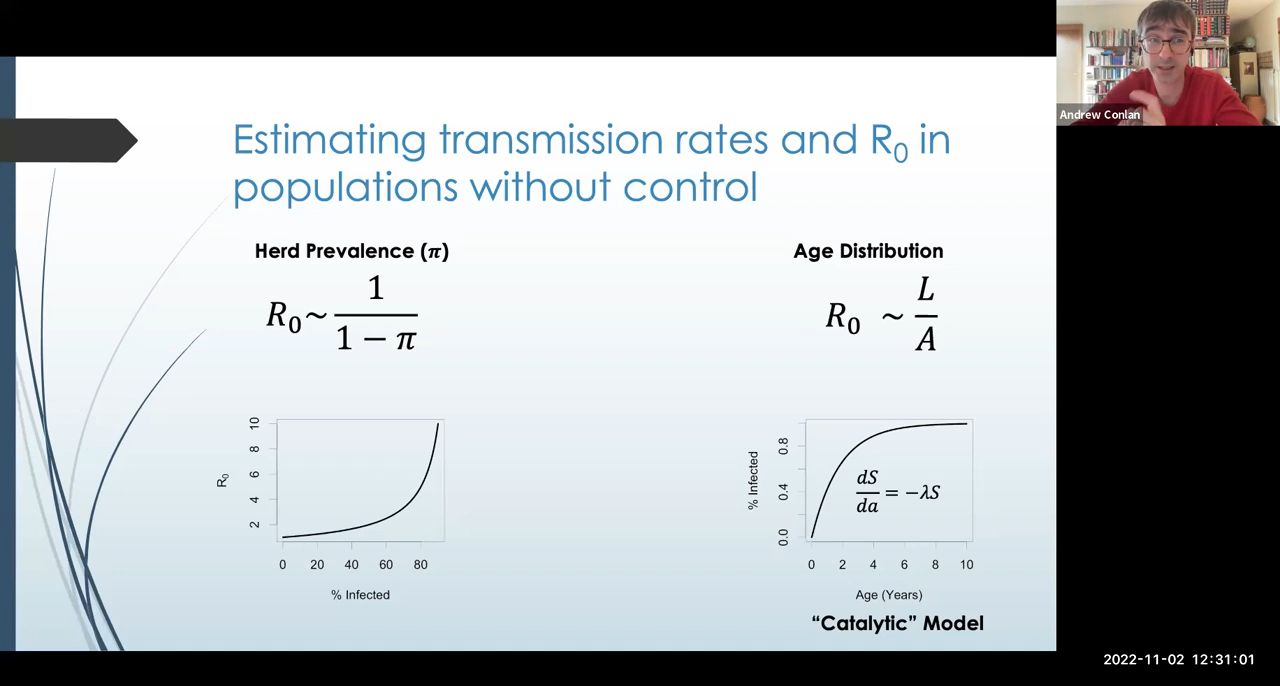 Andrew Conlan
Estimating transmission rates and R₀ in
populations without control
Herd Prevalence (π)
R₀~ 1/(1 − π)
Age Distribution
R₀ ~ L/A
R₀
10
8
6
4
2
0 20 40 60 80
% Infected
% Infected
0.8
0.4
0.0
dS/da = −λS
0 2 4 6 8 10
Age (Years)
“Catalytic” Model
2022-11-02 12:31:01